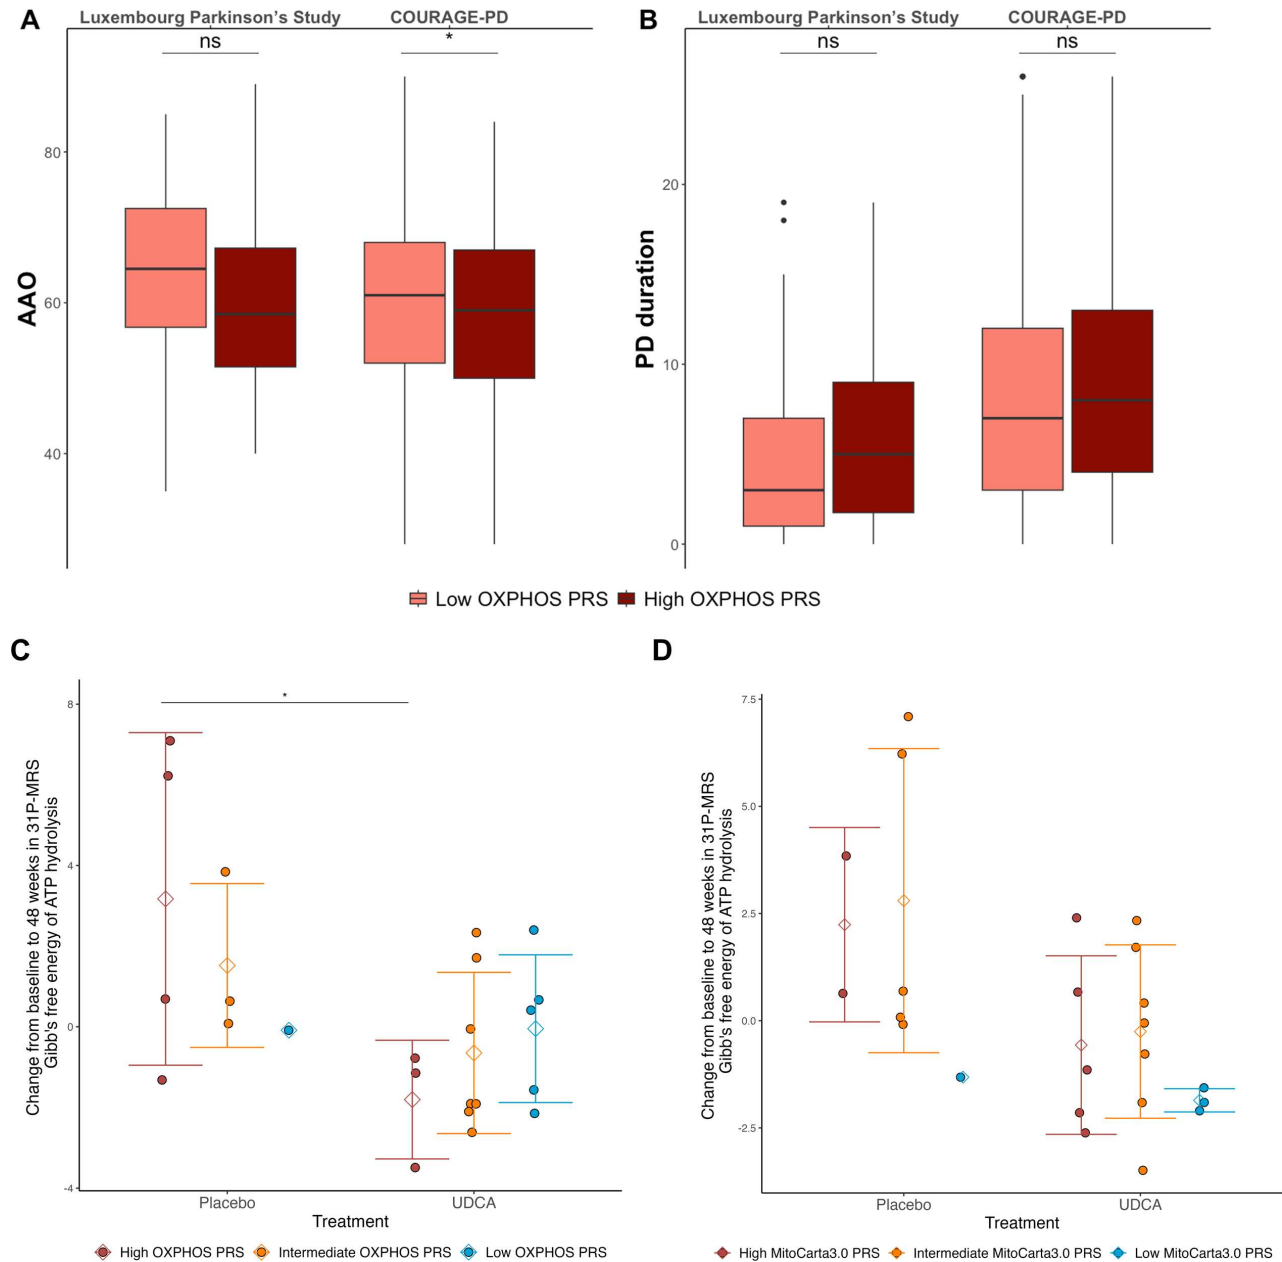 A
Luxembourg Parkinson’s Study
COURAGE-PD
ns
*
AAO
80
60
40
B
Luxembourg Parkinson’s Study
COURAGE-PD
ns
ns
PD duration
20
10
0
Low OXPHOS PRS
High OXPHOS PRS
C
*
Change from baseline to 48 weeks in 31P-MRS
Gibb's free energy of ATP hydrolysis
8
4
0
-4
Placebo
UDCA
Treatment
High OXPHOS PRS
Intermediate OXPHOS PRS
Low OXPHOS PRS
D
Change from baseline to 48 weeks in 31P-MRS
Gibb's free energy of ATP hydrolysis
7.5
5.0
2.5
0.0
-2.5
Placebo
UDCA
Treatment
High MitoCarta3.0 PRS
Intermediate MitoCarta3.0 PRS
Low MitoCarta3.0 PRS